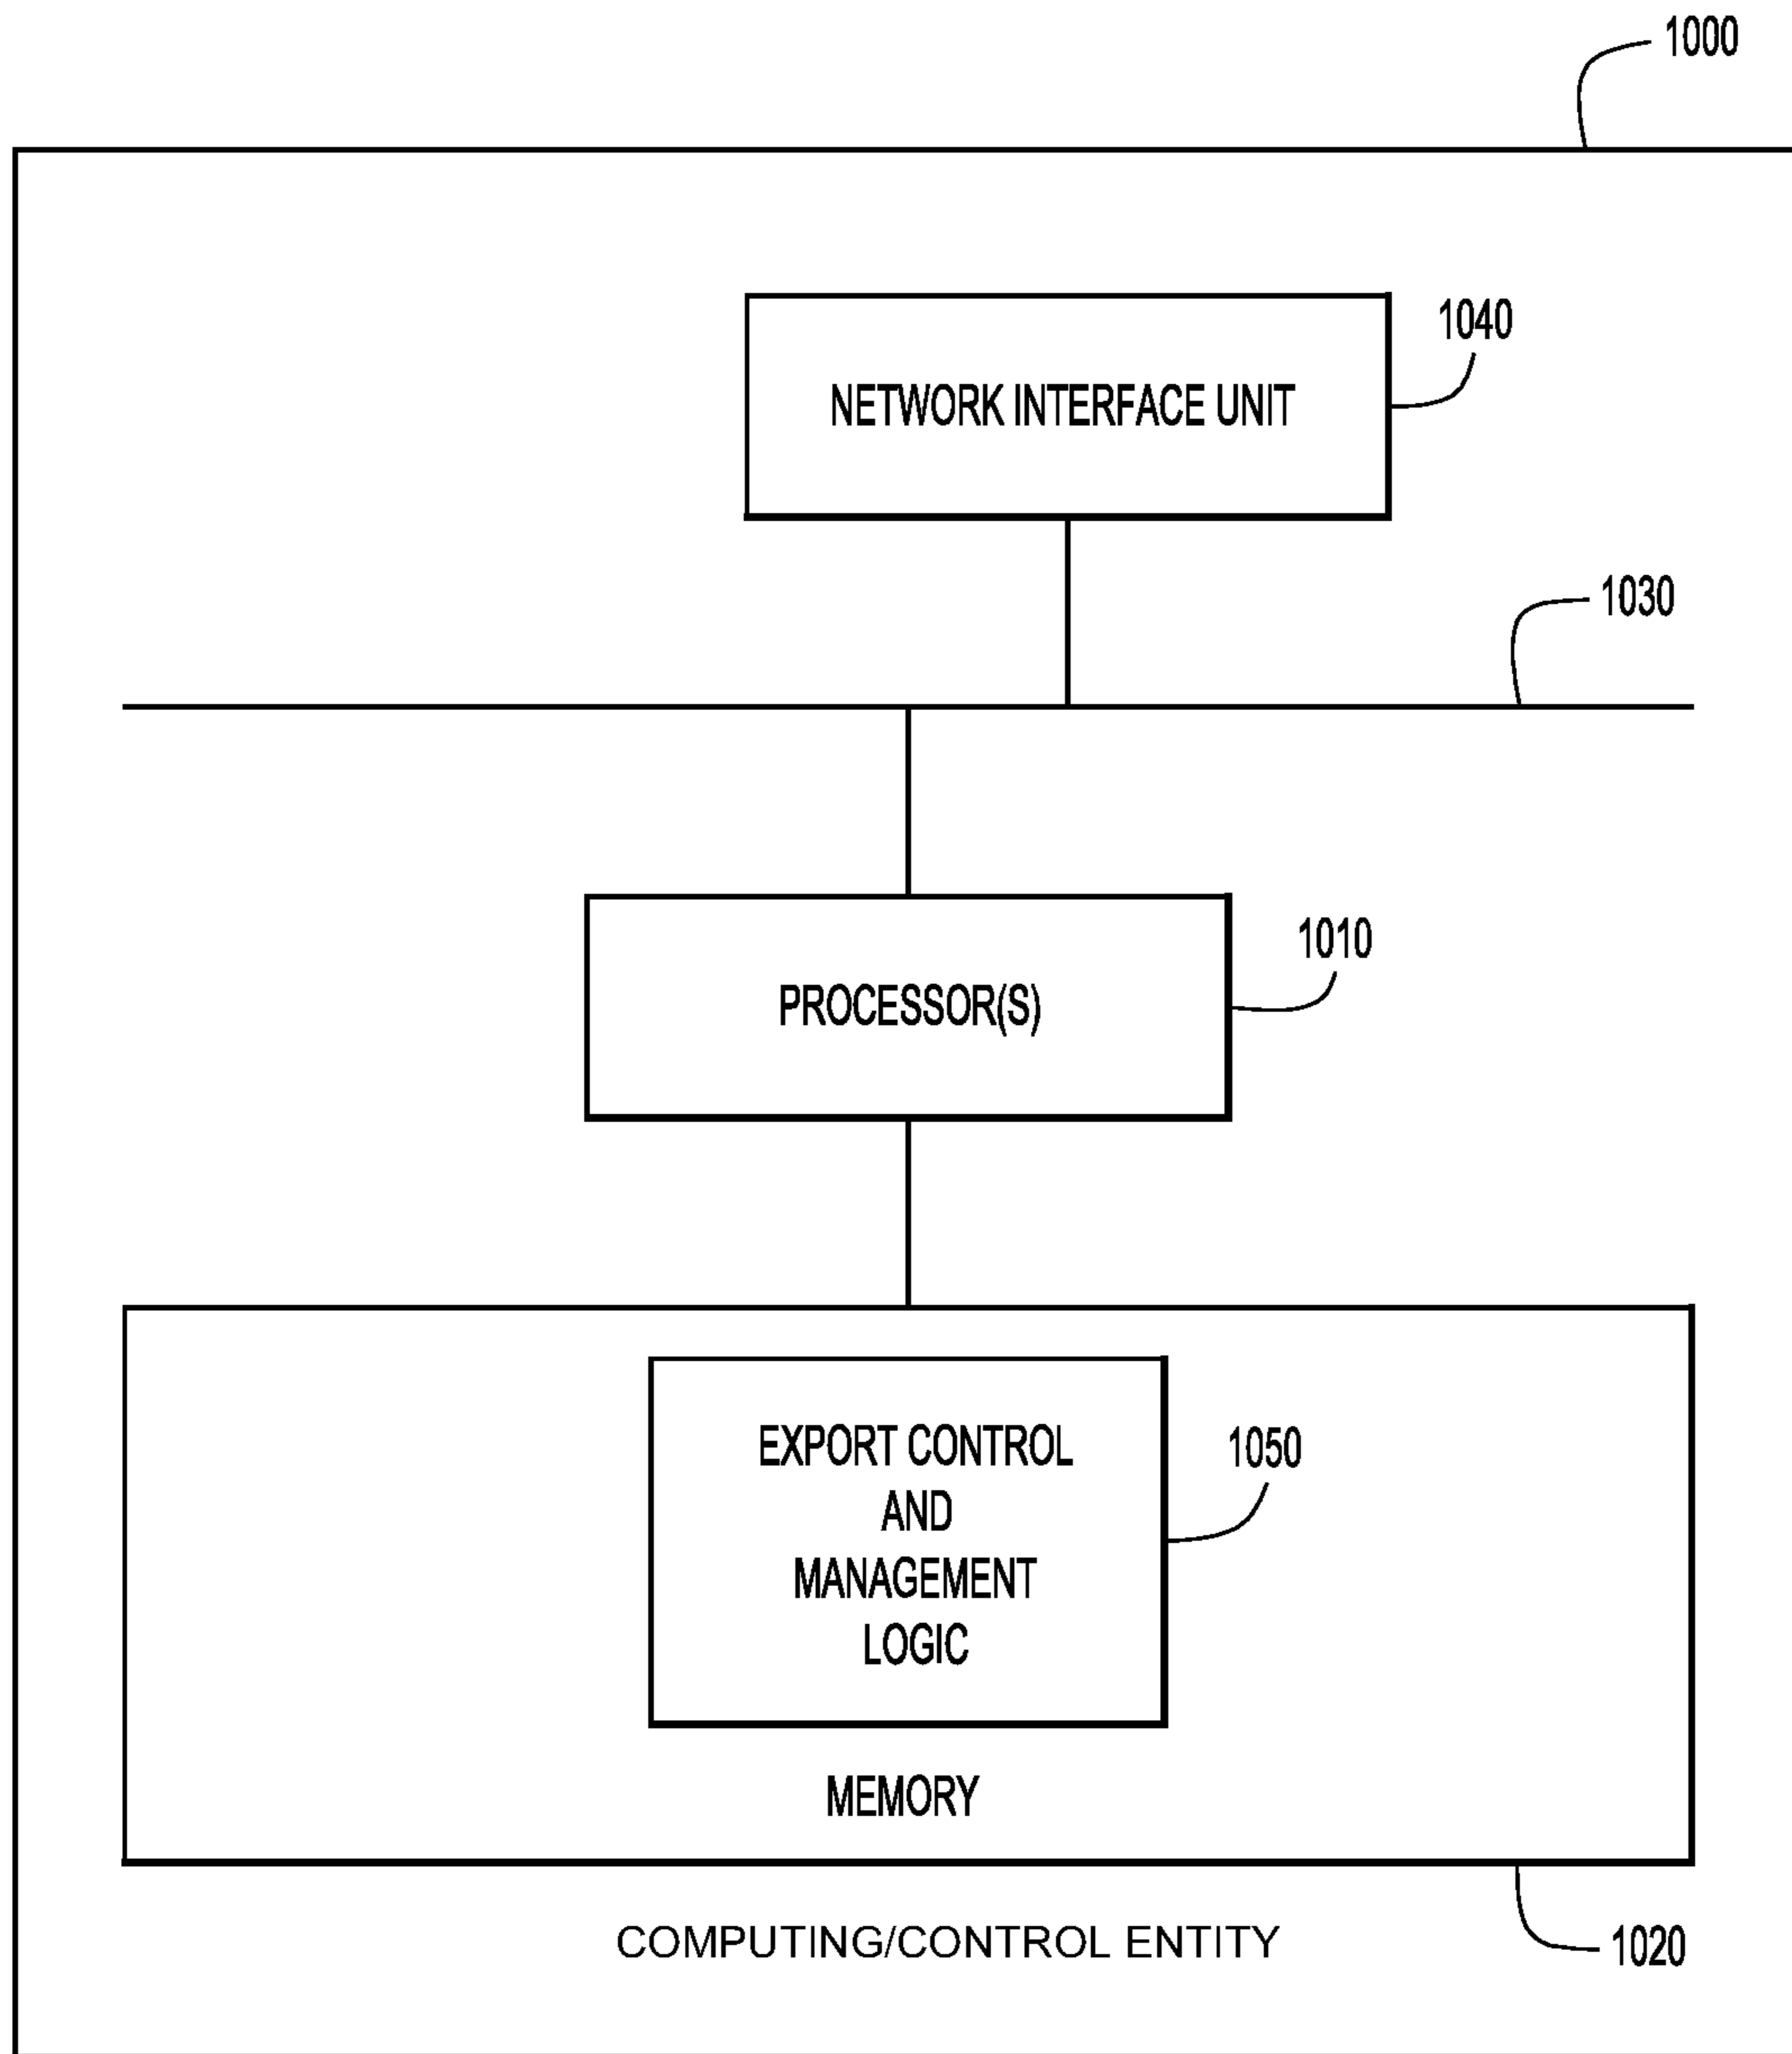 1000
1040
NETWORK INTERFACE UNIT
1030
1010
PROCESSOR(S)
EXPORT CONTROL
AND
MANAGEMENT
LOGIC
1050
MEMORY
COMPUTING/CONTROL ENTITY
1020